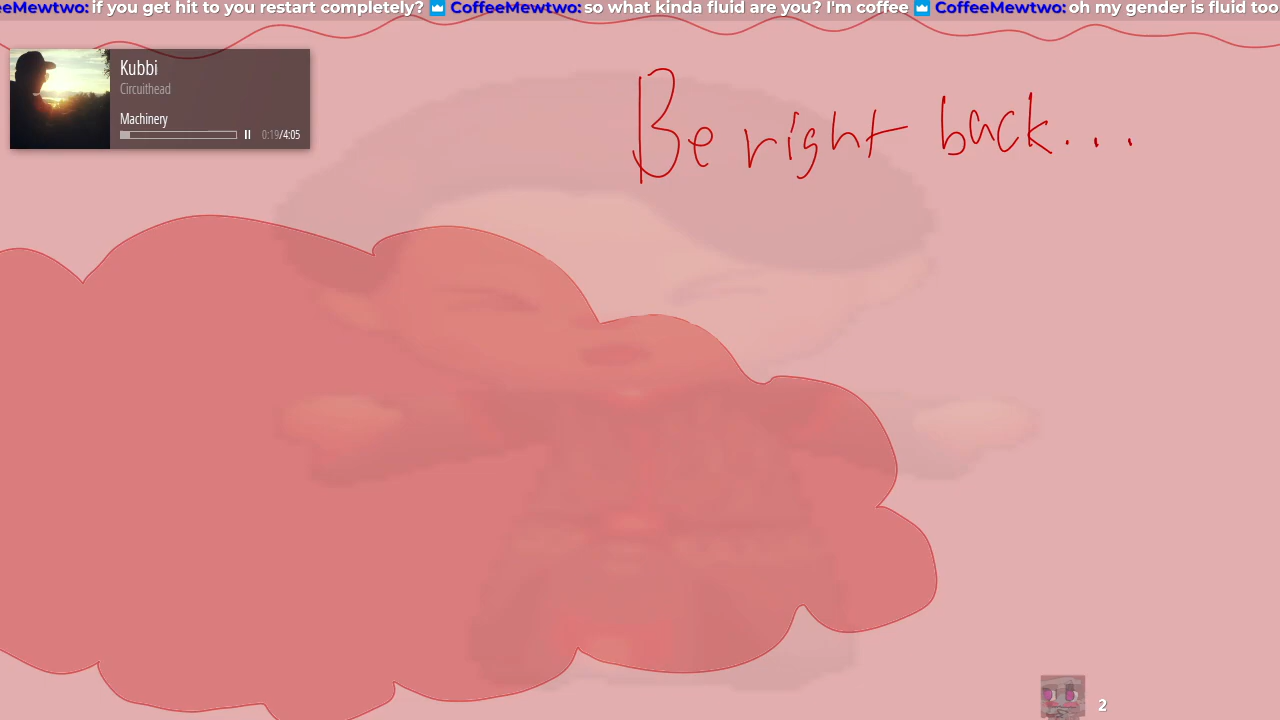 eeMewtwo: if you get hit to you restart completely? CoffeeMewtwo: so what kinda fluid are you? I'm coffee CoffeeMewtwo: oh my gender is fluid too
Kubbi
Circuithead
Machinery
0:19/4:05
Be right back...
2